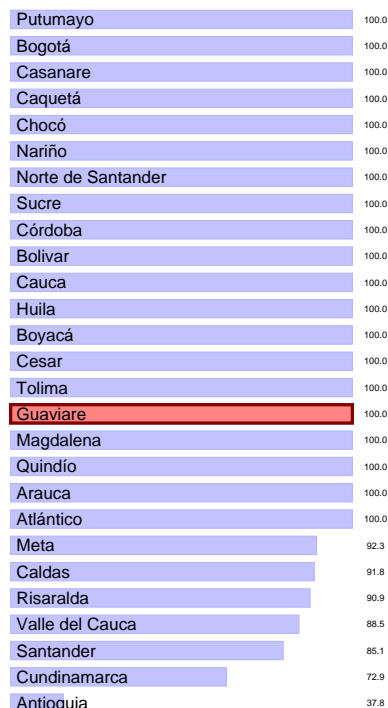 Putumayo 100.0
Bogotá 100.0
Casanare 100.0
Caquetá 100.0
Chocó 100.0
Nariño 100.0
Norte de Santander 100.0
Sucre 100.0
Córdoba 100.0
Bolivar 100.0
Cauca 100.0
Huila 100.0
Boyacá 100.0
Cesar 100.0
Tolima 100.0
Guaviare 100.0
Magdalena 100.0
Quindío 100.0
Arauca 100.0
Atlántico 100.0
Meta 92.3
Caldas 91.8
Risaralda 90.9
Valle del Cauca 88.5
Santander 85.1
Cundinamarca 72.9
Antioquia 37.8